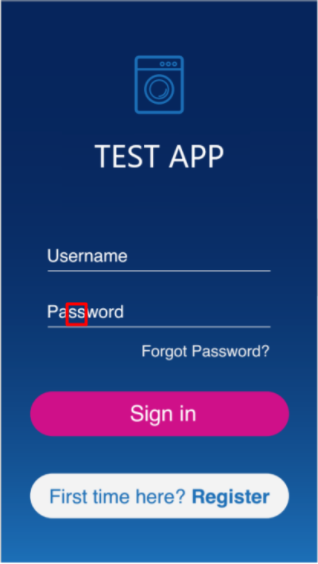 TEST APP
Username
Password
Forgot Password?
Sign in
First time here? Register